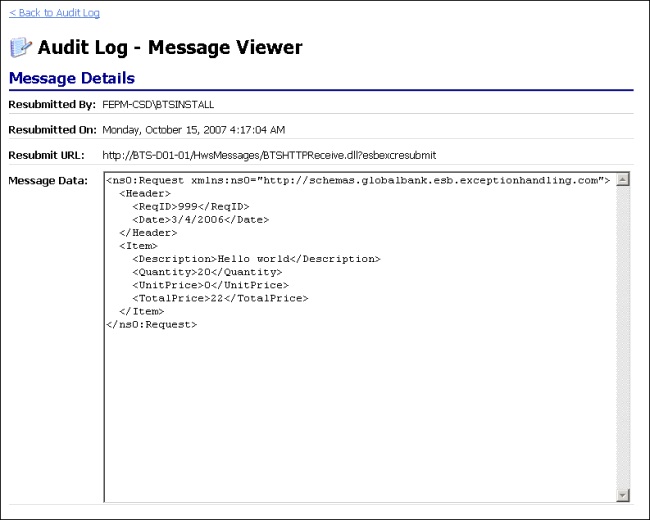 < Back to Audit Log
Audit Log - Message Viewer
Message Details
Resubmitted By: FEPM-CSD\BTSINSTALL
Resubmitted On: Monday, October 15, 2007 4:17:04 AM
Resubmit URL: http://BTS-D01-01/HwsMessages/BTSHTTPReceive.dll?esbexcresubmit
Message Data: <ns0:Request xmlns:ns0="http://schemas.globalbank.esb.exceptionhandling.com">
<Header>
<ReqID>999</ReqID>
<Date>3/4/2006</Date>
</Header>
<Item>
<Description>Hello world</Description>
<Quantity>20</Quantity>
<UnitPrice>0</UnitPrice>
<TotalPrice>22</TotalPrice>
</Item>
</ns0:Request>